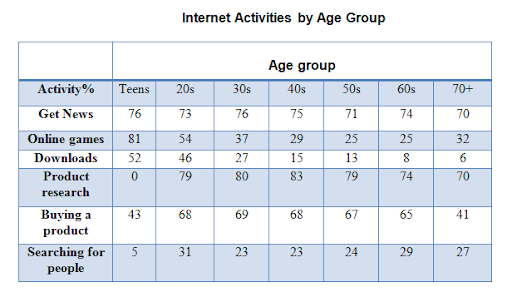 Internet Activities by Age Group
Age group
Activity% Teens 20s 30s 40s 50s 60s 70+
Get News 76 73 76 75 71 74 70
Online games 81 54 37 29 25 25 32
Downloads 52 46 27 15 13 8 6
Product 0 79 80 83 79 74 70
research
Buying a 43 68 69 68 67 65 41
product
Searching for 5 31 23 23 24 29 27
people